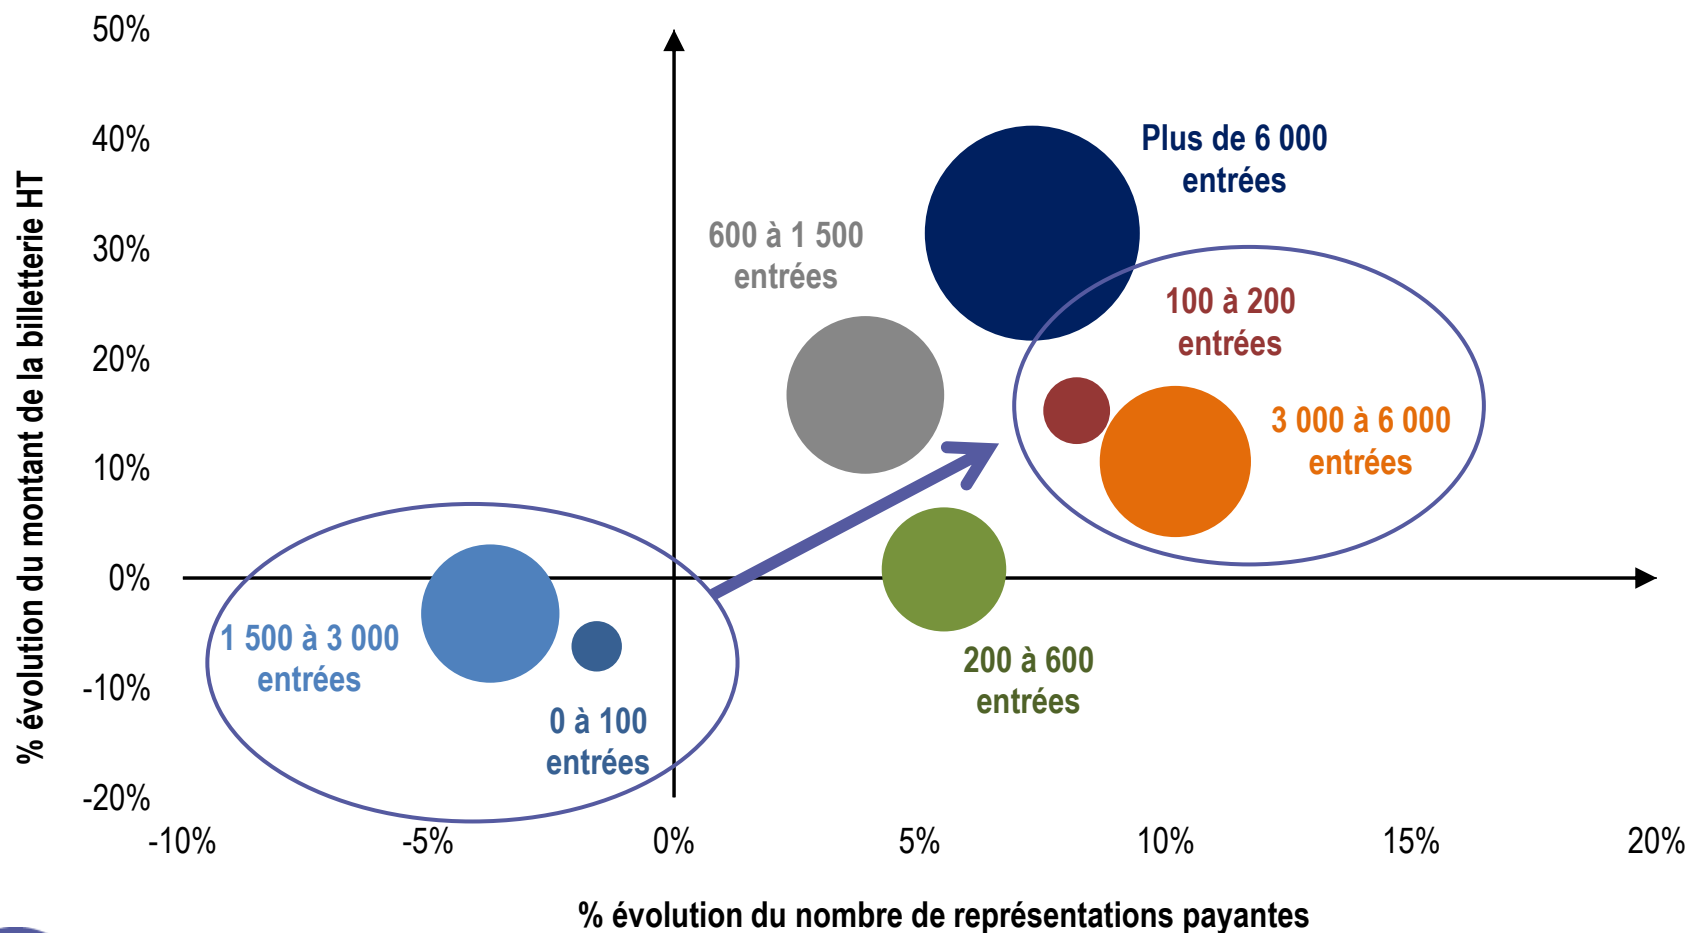 50%
40%
30%
20%
10%
0%
-10%
-20%
% évolution du montant de la billetterie HT
Plus de 6 000
entrées
600 à 1 500
entrées
100 à 200
entrées
3 000 à 6 000
entrées
1 500 à 3 000
entrées
0 à 100
entrées
200 à 600
entrées
-10%
-5%
0%
5%
10%
15%
20%
% évolution du nombre de représentations payantes